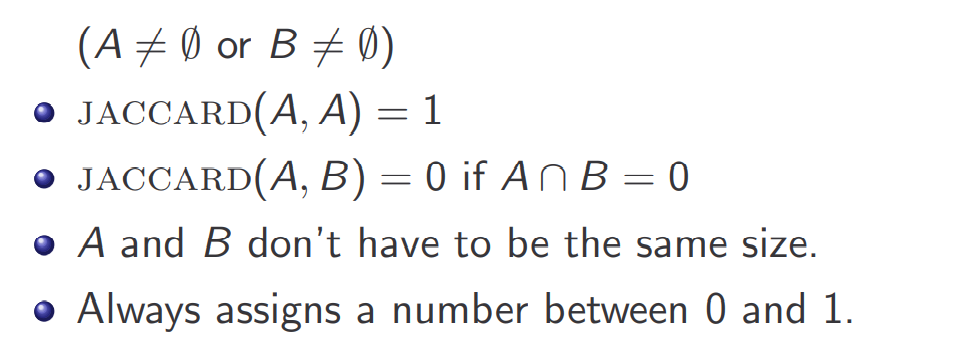 (A ≠ ∅ or B ≠ ∅)
• JACCARD(A, A) = 1
• JACCARD(A, B) = 0 if A ∩ B = 0
• A and B don't have to be the same size.
• Always assigns a number between 0 and 1.